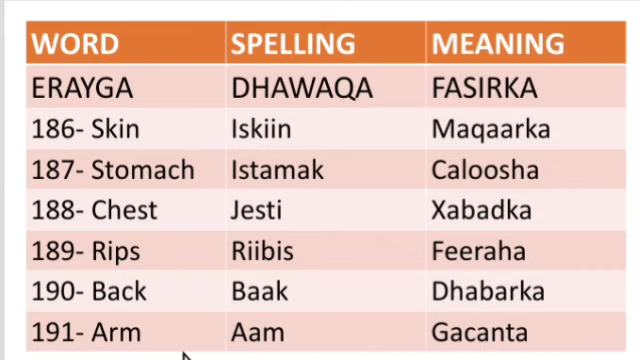 WORD SPELLING MEANING
ERAYGA DHAWAQA FASIRKA
186- Skin Iskiin Maqaarka
187- Stomach Istamak Caloosha
188- Chest Jesti Xabadka
189- Rips Riibis Feeraha
190- Back Baak Dhabarka
191- Arm Aam Gacanta